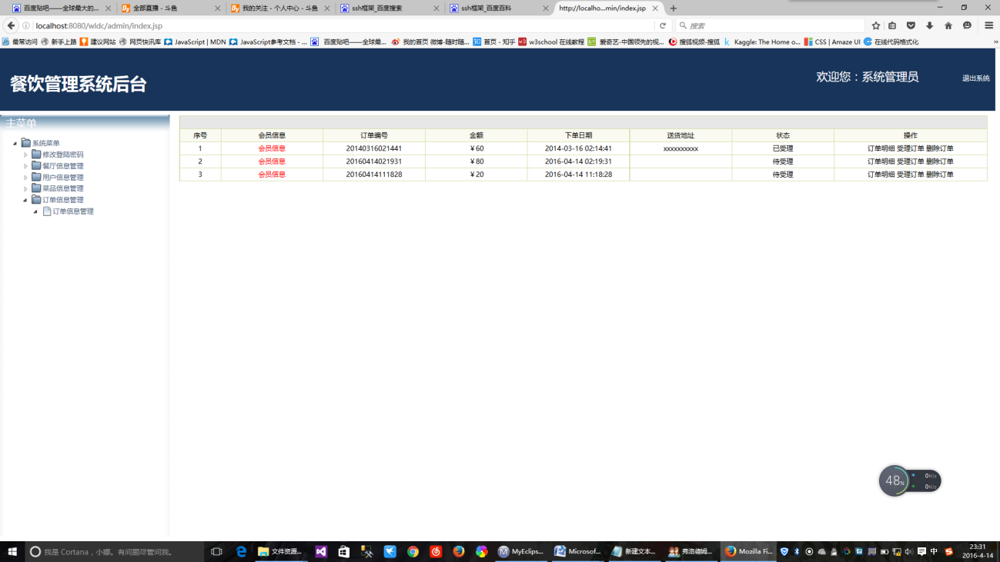 百度贴吧——全球最大的...
全部直播 - 斗鱼
我的关注 - 个人中心 - 斗鱼
ssh框架_百度搜索
ssh框架_百度百科
http://localho...min/index.jsp
localhost:8080/wldc/admin/index.jsp
搜索
最常访问 新手上路 建议网站 网页快讯库 JavaScript | MDN JavaScript参考文档 - ... 百度贴吧——全球最... 我的首页 微博-随时随... 首页 - 知乎 w3school 在线教程 爱奇艺-中国领先的视... 搜狐视频-搜狐 Kaggle: The Home o... CSS | Amaze UI 在线代码格式化
餐饮管理系统后台
欢迎您：系统管理员
退出系统
主菜单
系统菜单
修改登陆密码
餐厅信息管理
用户信息管理
菜品信息管理
订单信息管理
订单信息管理
序号 会员信息 订单编号 金额 下单日期 送货地址 状态 操作
1 会员信息 20140316021441 ￥60 2014-03-16 02:14:41 xxxxxxxxxx 已受理 订单明细 受理订单 删除订单
2 会员信息 20160414021931 ￥80 2016-04-14 02:19:31 待受理 订单明细 受理订单 删除订单
3 会员信息 20160414111828 ￥20 2016-04-14 11:18:28 待受理 订单明细 受理订单 删除订单
48%
0K/s
0K/s
我是 Cortana，小娜。有问题尽管问我。
文件资源...
MyEclips...
Microsof...
新建文本...
弗洛德姆...
Mozilla Fi...
中
23:31
2016-4-14